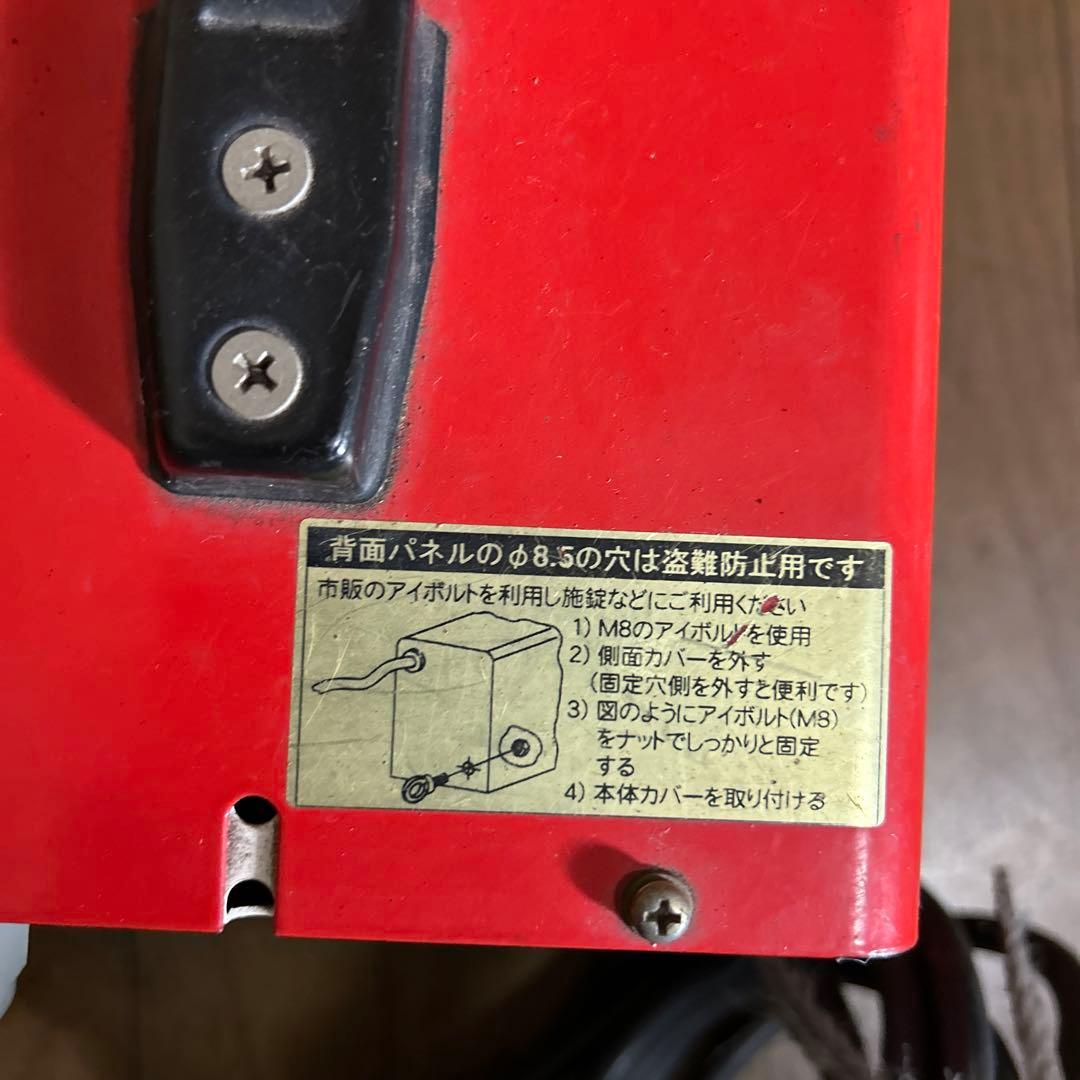 背面パネルのφ8.5の穴は盗難防止用です
市販のアイボルトを利用し施錠などにご利用ください
1) M8のアイボルトを使用
2) 側面カバーを外す
(固定穴側を外すと便利です)
3) 図のようにアイボルト(M8)
をナットでしっかりと固定
する
4) 本体カバーを取り付ける